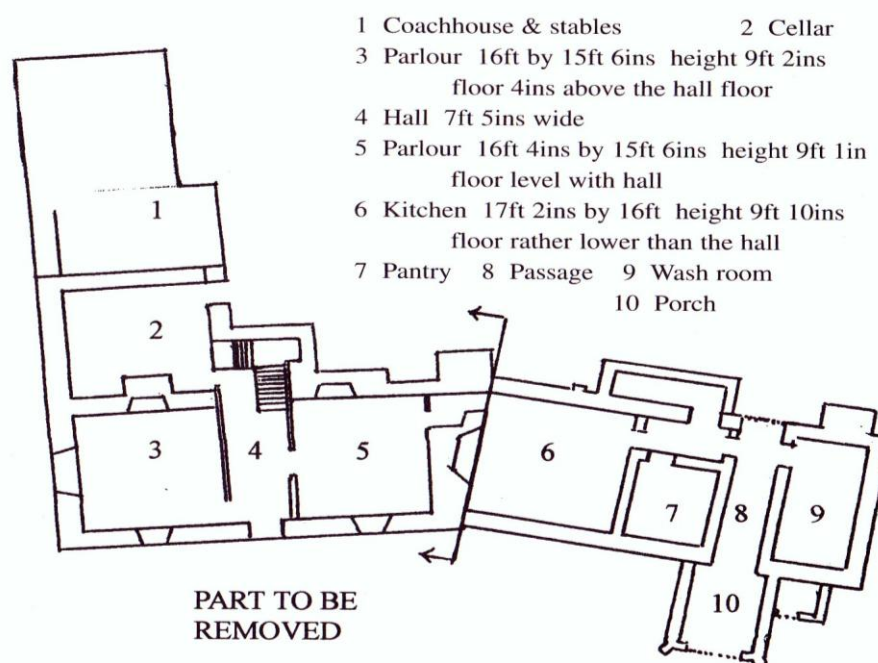 1 Coachhouse & stables 2 Cellar
3 Parlour 16ft by 15ft 6ins height 9ft 2ins
floor 4ins above the hall floor
4 Hall 7ft 5ins wide
5 Parlour 16ft 4ins by 15ft 6ins height 9ft 1in
floor level with hall
6 Kitchen 17ft 2ins by 16ft height 9ft 10ins
floor rather lower than the hall
7 Pantry 8 Passage 9 Wash room
10 Porch
1
2
3
4
5
6
7
8
9
10
PART TO BE
REMOVED